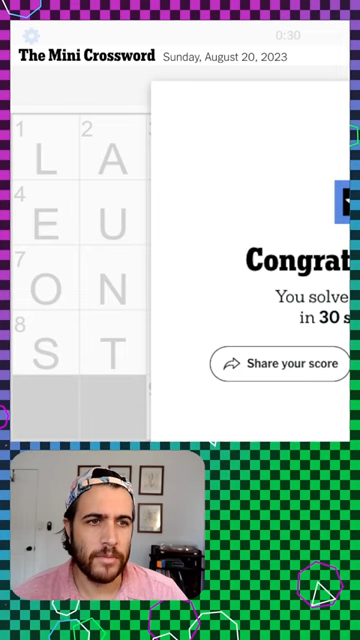 0:30
The Mini Crossword Sunday, August 20, 2023
1 2
L A
4
E U
7
O N
8
S T
Congrat
You solve
in 30 s
Share your score